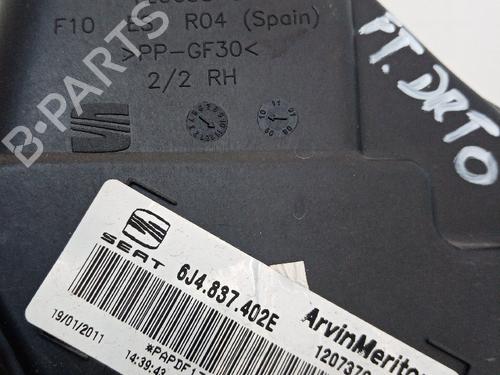 F10 ES R04 (Spain)
>PP-GF30<
2/2 RH
B-PARTS
FT. DRTO
SEAT
6J4.837.402E
ArvinMeritor
19/01/2011
14:39:43